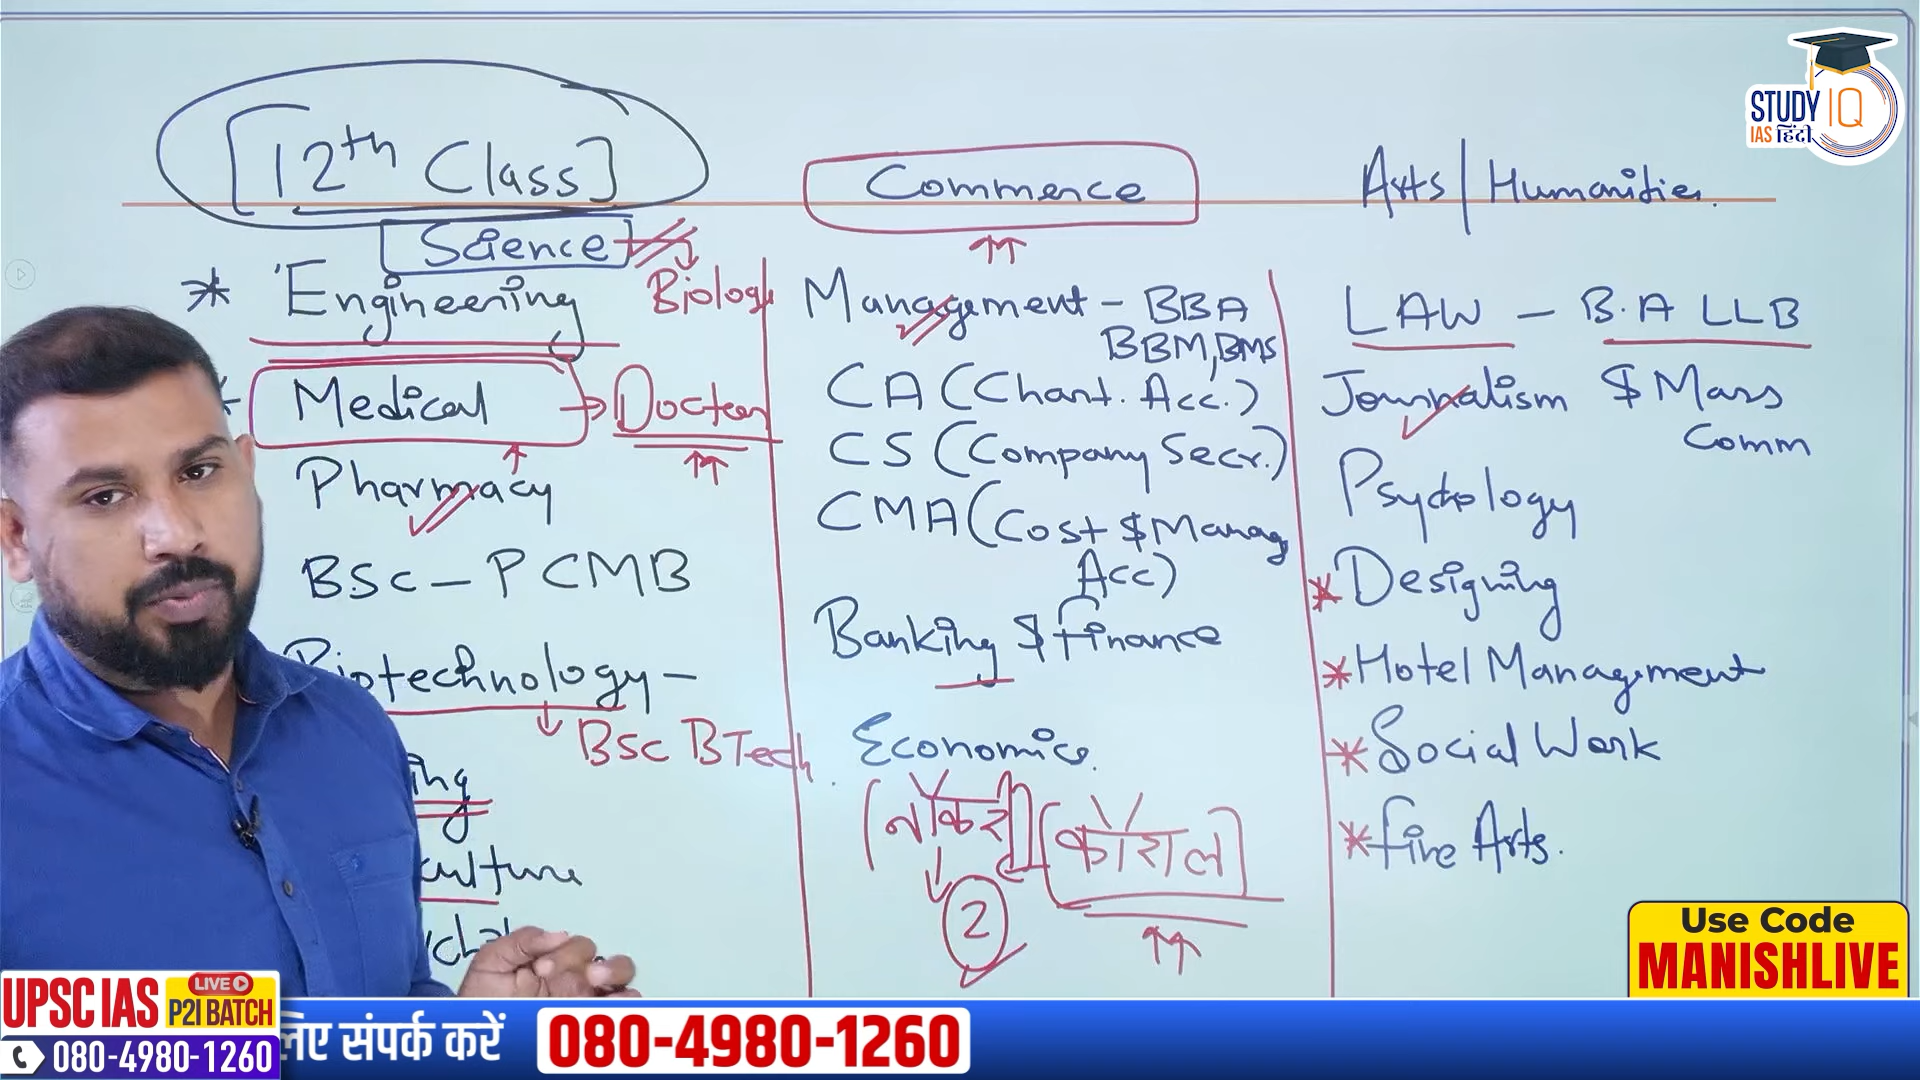 STUDY IQ
IAS हिंदी
[12th Class]
Science
Biology
* Engineering
Medical → Doctor
Pharmacy
BSc – PCMB
Biotechnology –
BSc BTech
Commerce
Management – BBA
BBM, BMS
CA (Chart. Acc.)
CS (Company Secr.)
CMA (Cost & Manag
Acc)
Banking & finance
Economics.
(नौकरी) [कौशल]
2
Arts/Humanities.
LAW – B.A LLB
Journalism & Mass
Comm
Psychology
* Designing
* Hotel Management
* Social Work
* Fine Arts.
Use Code
MANISHLIVE
UPSC IAS LIVE P2I BATCH
080-4980-1260
लिए संपर्क करें 080-4980-1260